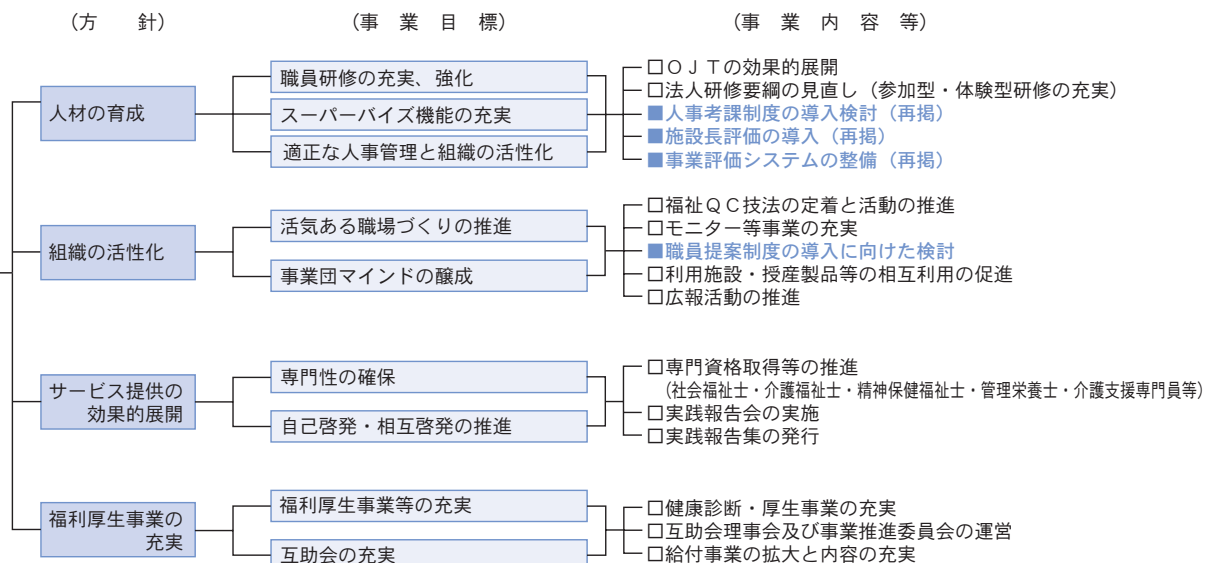 （方　　針）　（事　業　目　標）　（事　業　内　容　等）
人材の育成
職員研修の充実、強化
スーパーバイズ機能の充実
適正な人事管理と組織の活性化
□ＯＪＴの効果的展開
□法人研修要綱の見直し（参加型・体験型研修の充実）
■人事考課制度の導入検討（再掲）
■施設長評価の導入（再掲）
■事業評価システムの整備（再掲）
組織の活性化
活気ある職場づくりの推進
事業団マインドの醸成
□福祉ＱＣ技法の定着と活動の推進
□モニター等事業の充実
■職員提案制度の導入に向けた検討
□利用施設・授産製品等の相互利用の促進
□広報活動の推進
サービス提供の
効果的展開
専門性の確保
自己啓発・相互啓発の推進
□専門資格取得等の推進
（社会福祉士・介護福祉士・精神保健福祉士・管理栄養士・介護支援専門員等）
□実践報告会の実施
□実践報告集の発行
福利厚生事業の
充実
福利厚生事業等の充実
互助会の充実
□健康診断・厚生事業の充実
□互助会理事会及び事業推進委員会の運営
□給付事業の拡大と内容の充実